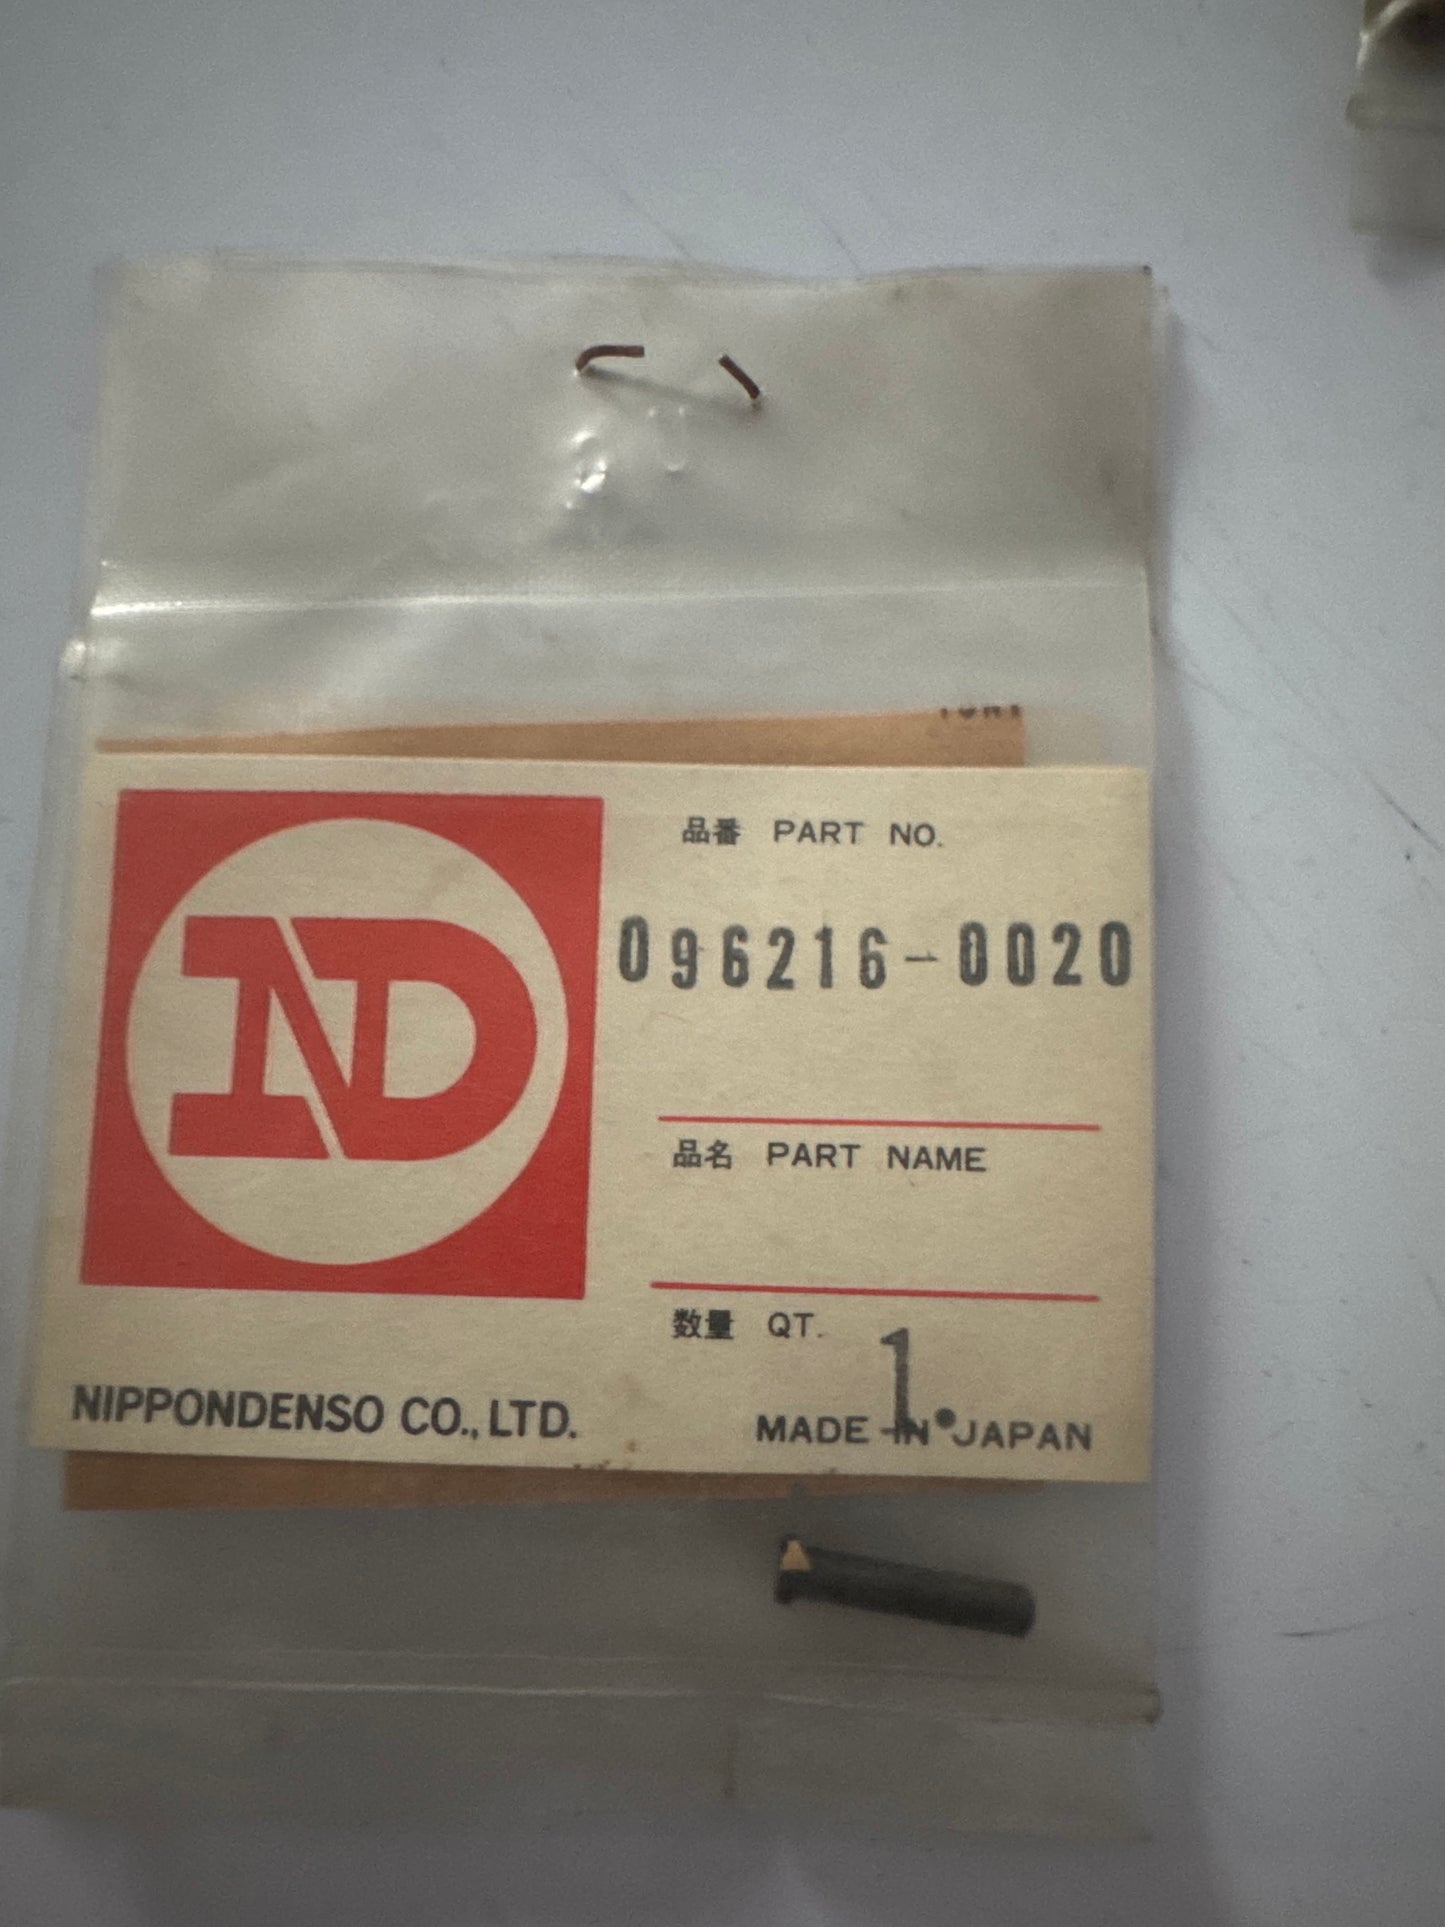 ND
品番 PART NO.
096216-0020
品名 PART NAME
数量 QT. 1.
NIPPONDENSO CO., LTD.
MADE IN JAPAN